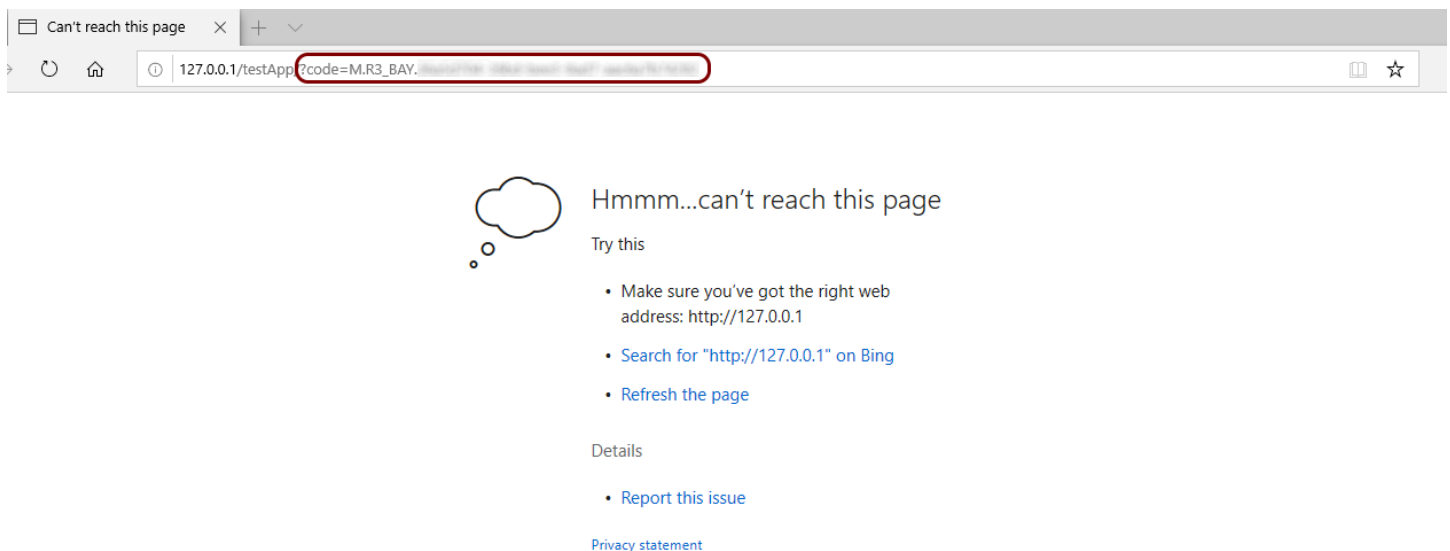 Can't reach this page
127.0.0.1/testApp/?code=M.R3_BAY.
Hmmm...can't reach this page
Try this
• Make sure you've got the right web
address: http://127.0.0.1
• Search for "http://127.0.0.1" on Bing
• Refresh the page
Details
• Report this issue
Privacy statement